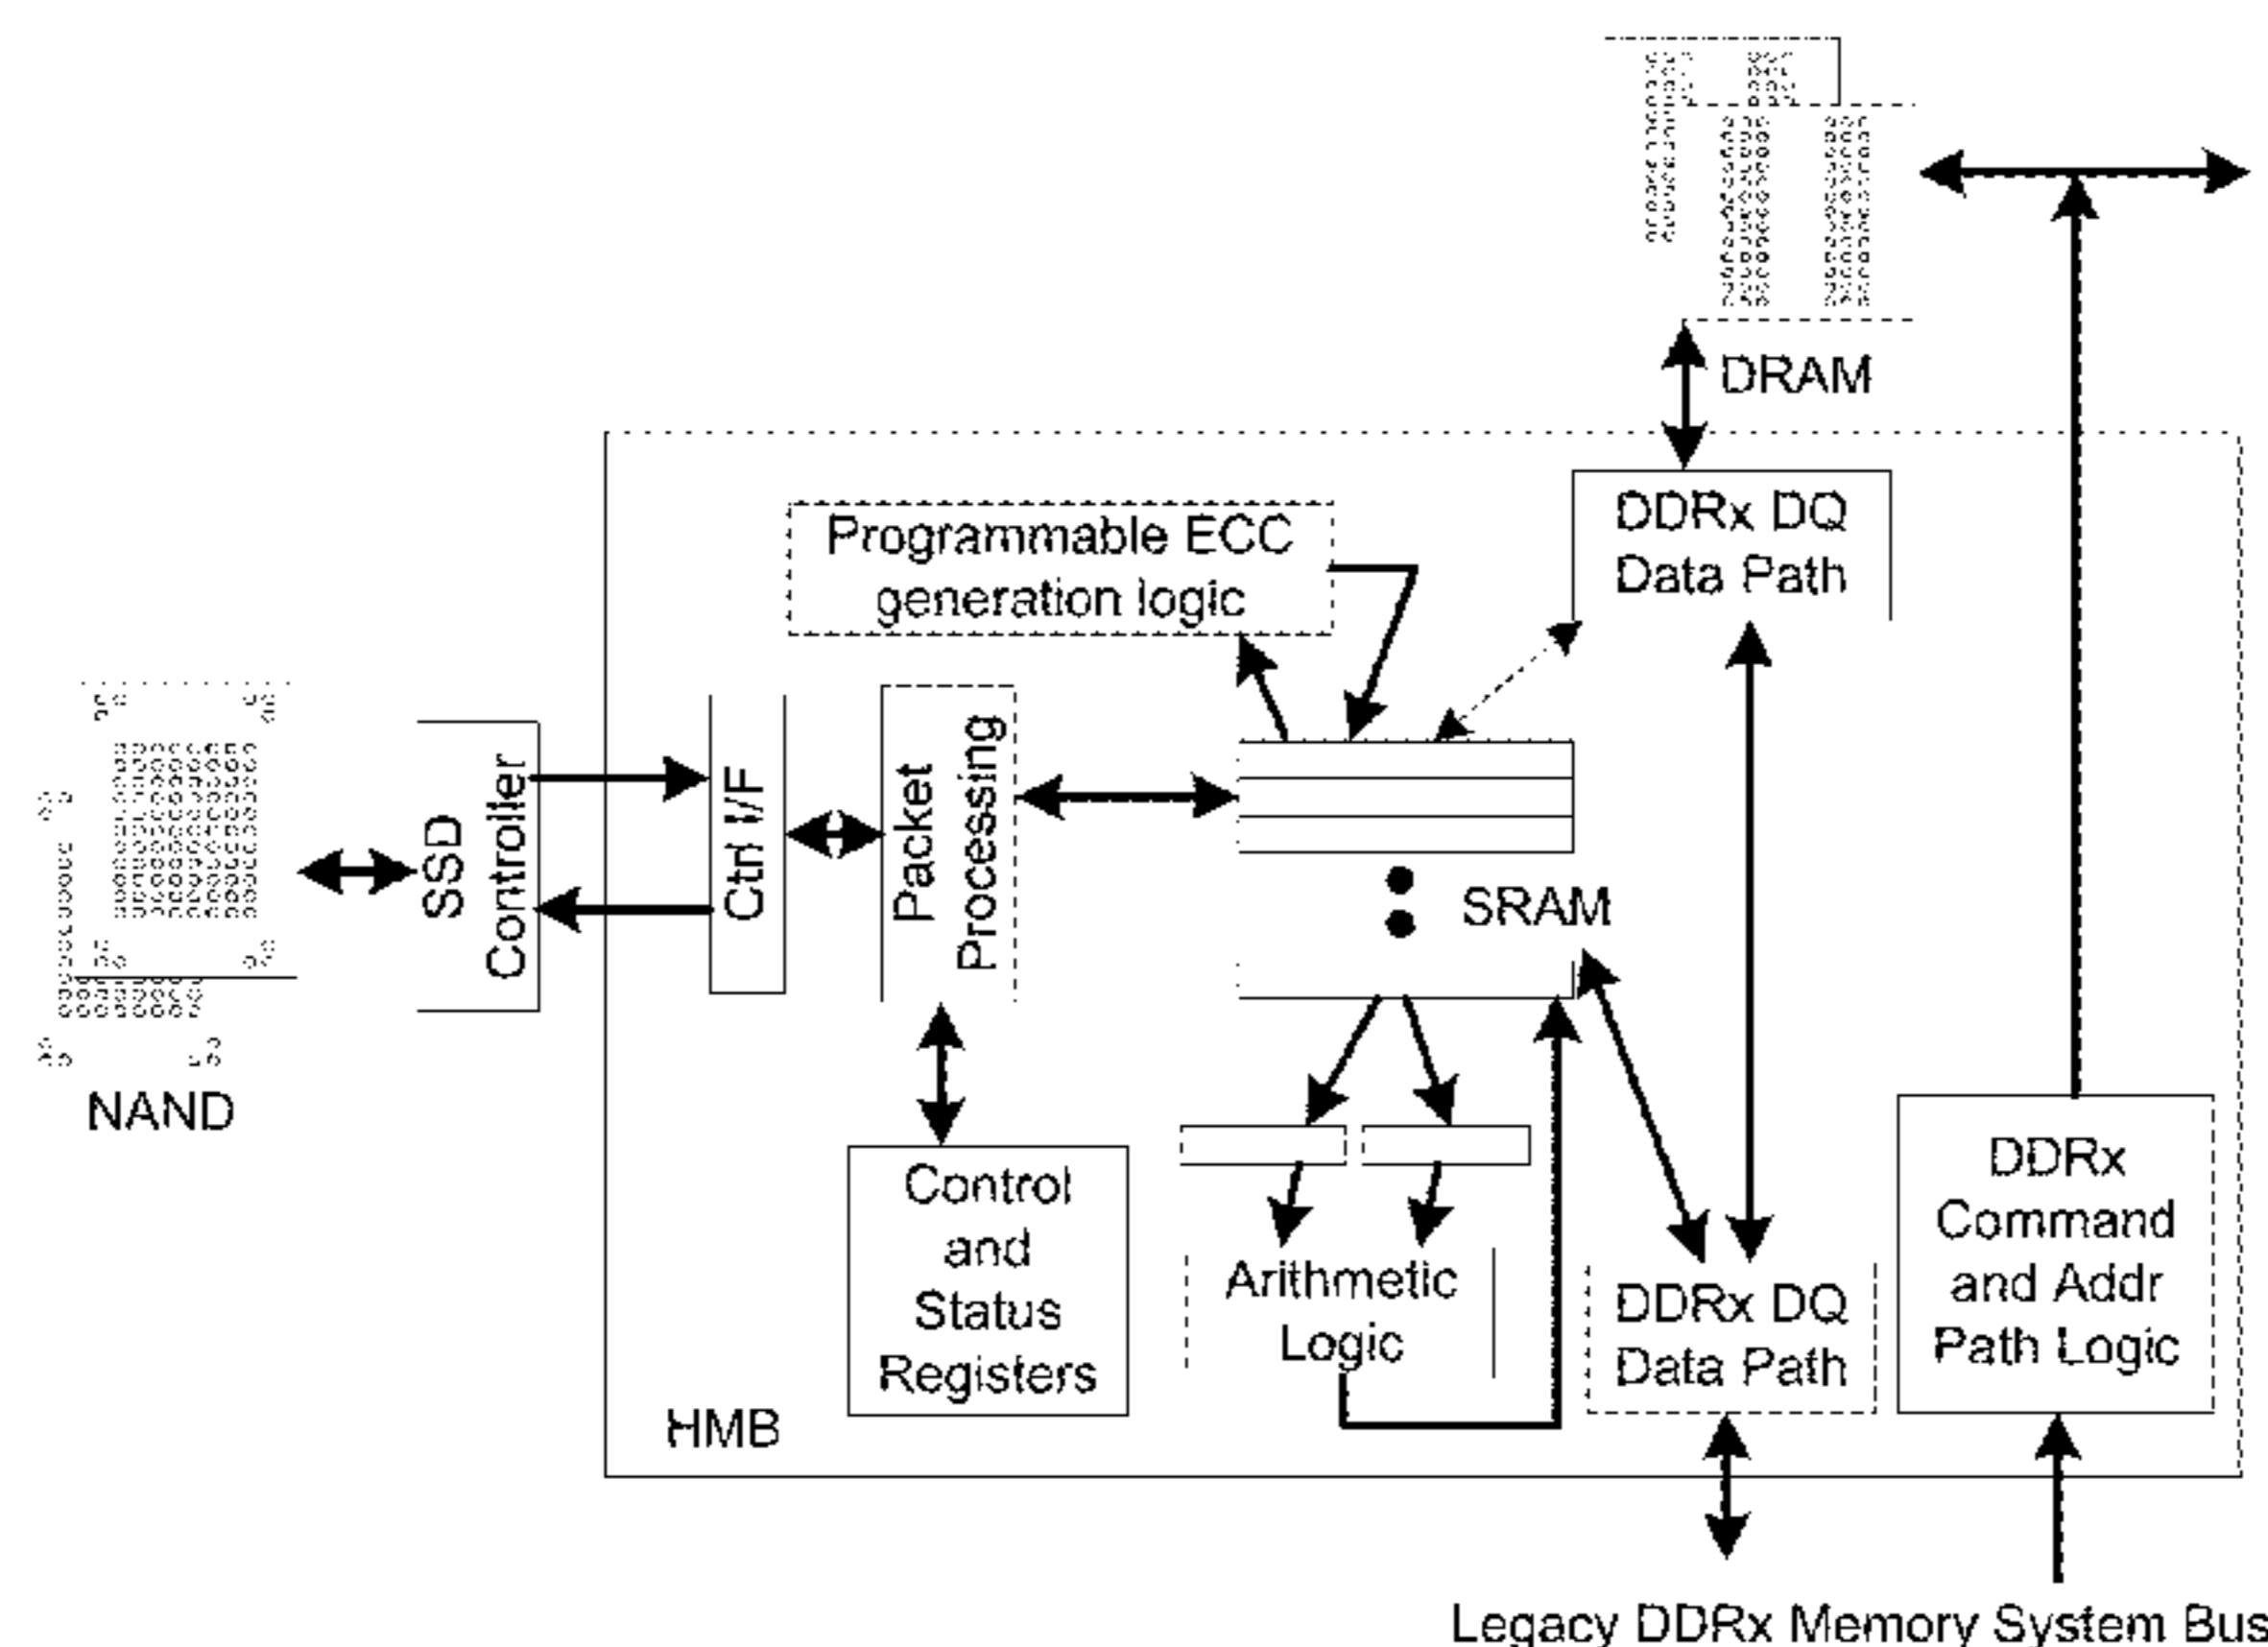 DRAM
DDRx DQ
Data Path
Programmable ECC
generation logic
SSD
Controller
Ctrl I/F
Packet
Processing
SRAM
NAND
Control
and
Status
Registers
Arithmetic
Logic
DDRx DQ
Data Path
DDRx
Command
and Addr
Path Logic
HMB
Legacy DDRx Memory System Bus